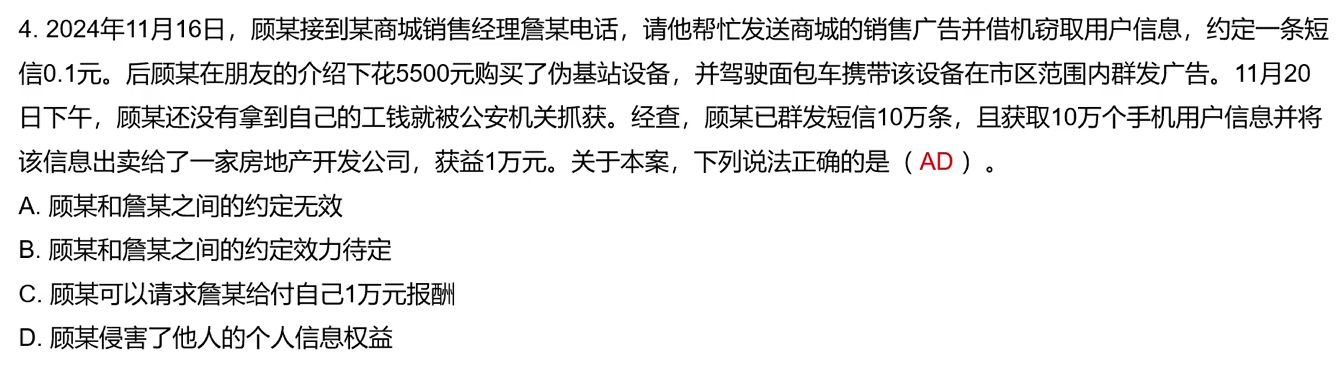 4. 2024年11月16日，顾某接到某商城销售经理詹某电话，请他帮忙发送商城的销售广告并借机窃取用户信息，约定一条短
信0.1元。后顾某在朋友的介绍下花5500元购买了伪基站设备，并驾驶面包车携带该设备在市区范围内群发广告。11月20
日下午，顾某还没有拿到自己的工钱就被公安机关抓获。经查，顾某已群发短信10万条，且获取10万个手机用户信息并将
该信息出卖给了一家房地产开发公司，获益1万元。关于本案，下列说法正确的是（ AD ）。
A. 顾某和詹某之间的约定无效
B. 顾某和詹某之间的约定效力待定
C. 顾某可以请求詹某给付自己1万元报酬
D. 顾某侵害了他人的个人信息权益